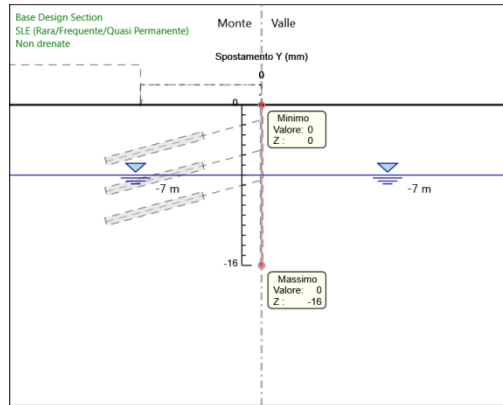 Base Design Section
SLE (Rara/Frequente/Quasi Permanente)
Non drenate
Monte
Valle
Spostamento Y (mm)
0
0
Minimo
Valore: 0
Z : 0
-7 m
-7 m
-16
Massimo
Valore: 0
Z : -16